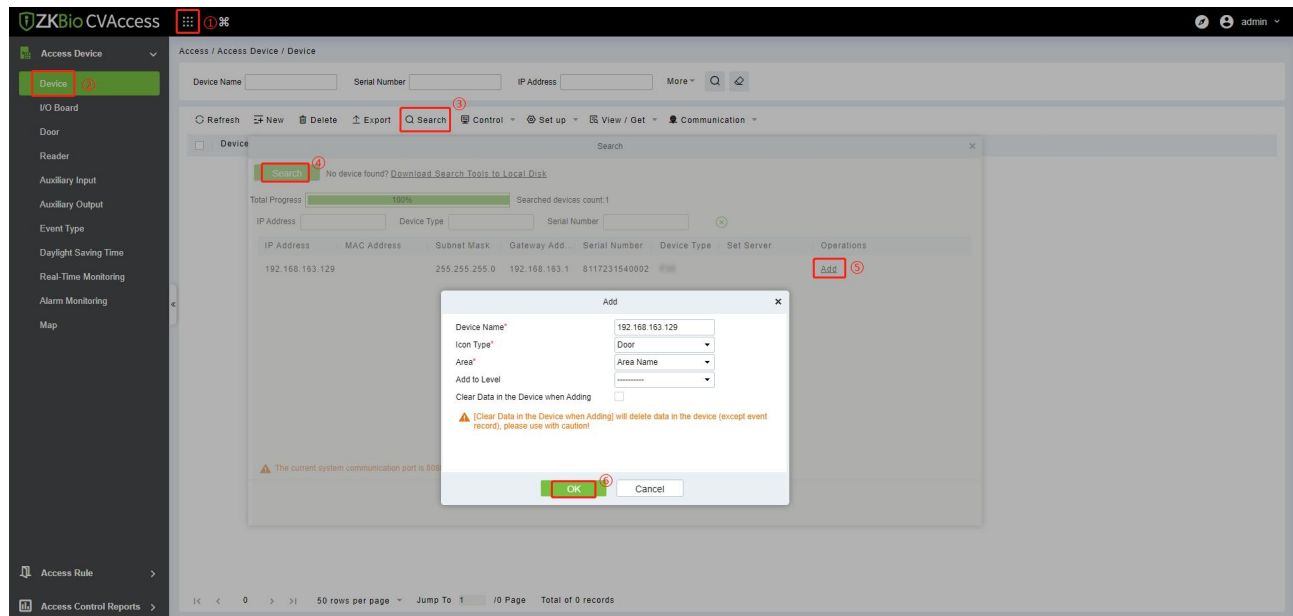 ZKBio CVAccess ① ⌘ admin
Access Device
Access / Access Device / Device
Device ②
Device Name Serial Number IP Address More
I/O Board
③
Refresh New Delete Export Search Control Set up View / Get Communication
Door
Device Search ×
Reader
④
Search No device found? Download Search Tools to Local Disk
Auxiliary Input
Total Progress 100% Searched devices count:1
Auxiliary Output
IP Address Device Type Serial Number
Event Type
IP Address MAC Address Subnet Mask Gateway Add... Serial Number Device Type Set Server Operations
Daylight Saving Time
192.168.163.129 255.255.255.0 192.168.163.1 8117231540002 Add ⑤
Real-Time Monitoring
Alarm Monitoring
Map
Add ×
Device Name* 192.168.163.129
Icon Type* Door
Area* Area Name
Add to Level ----------
Clear Data in the Device when Adding
[Clear Data in the Device when Adding] will delete data in the device (except event
record), please use with caution!
The current system communication port is
⑥
OK Cancel
Access Rule >
Access Control Reports >
|< < 0 > >| 50 rows per page Jump To 1 /0 Page Total of 0 records